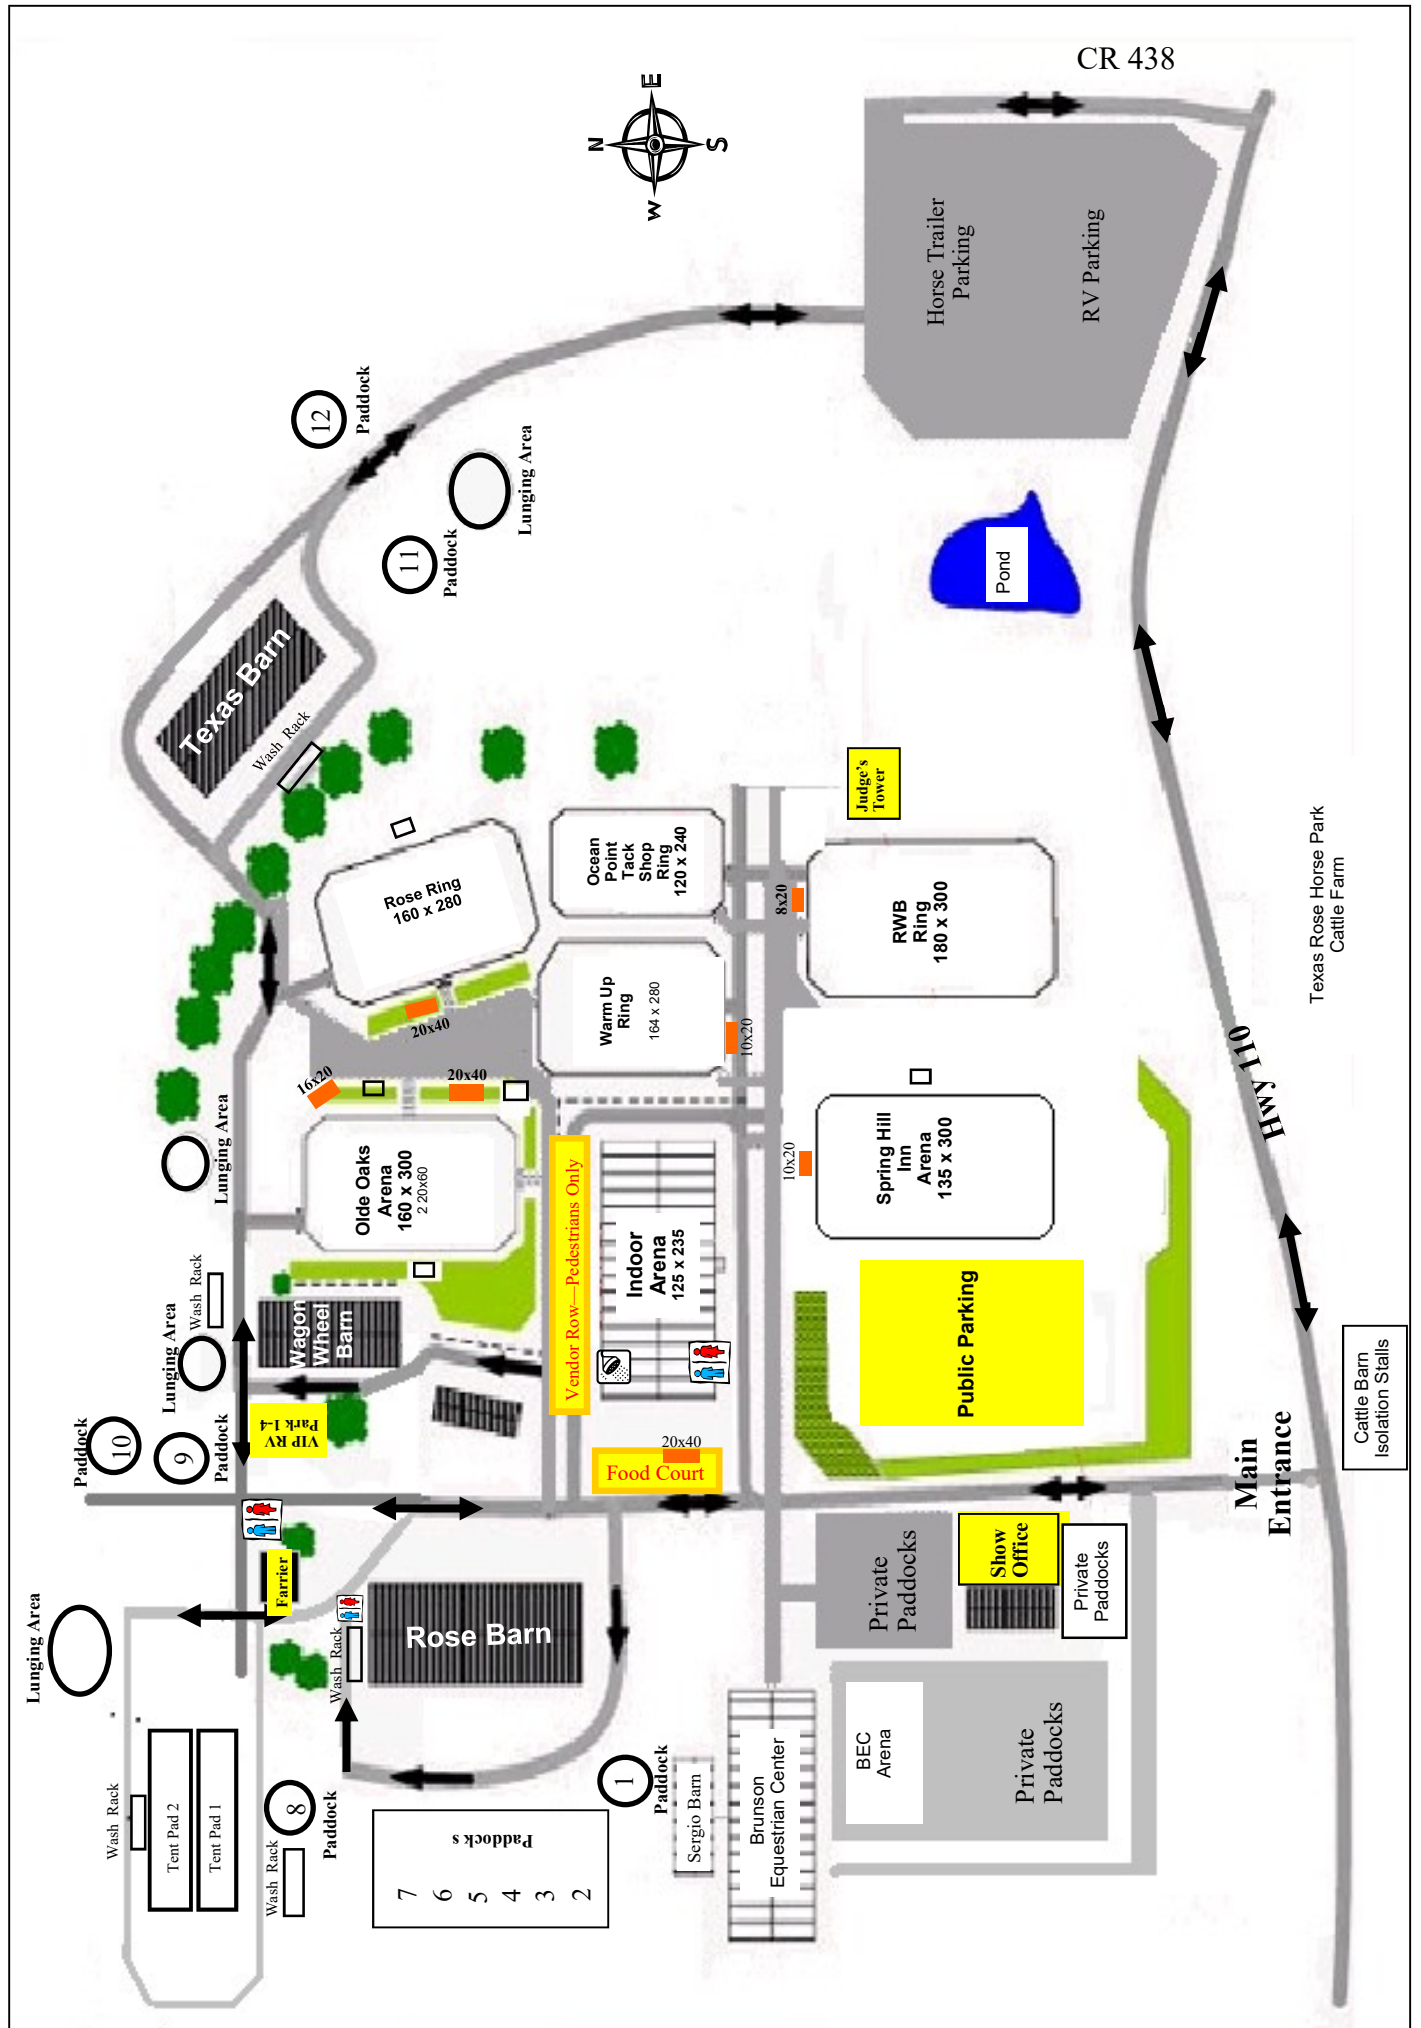 CR 438
N
E
S
W
Horse Trailer
Parking
RV Parking
12
Paddock
11
Paddock
Lunging Area
Pond
Texas Barn
Wash Rack
Judge's
Tower
Rose Ring
160 x 280
Ocean
Point
Tack
Shop
Ring
120 x 240
8x20
RWB
Ring
180 x 300
Texas Rose Horse Park
Cattle Farm
Warm Up
Ring
164 x 280
20x40
10x20
16x20
20x40
Hwy 110
Lunging Area
Olde Oaks
Arena
160 x 300
2 20x60
Vendor Row—Pedestrians Only
Indoor
Arena
125 x 235
10x20
Spring Hill
Inn
Arena
135 x 300
Wash Rack
Lunging Area
Wagon
Wheel
Barn
Public Parking
Cattle Barn
Isolation Stalls
VIP RV
Park 1-4
10
Paddock
9
Paddock
20x40
Food Court
Main
Entrance
Farrier
Lunging Area
Wash Rack
Rose Barn
Private
Paddocks
Show
Office
Private
Paddocks
Wash Rack
Tent Pad 2
Tent Pad 1
8
Paddock
Wash Rack
Paddock s
7
6
5
4
3
2
1
Paddock
Sergio Barn
Brunson
Equestrian Center
BEC
Arena
Private
Paddocks